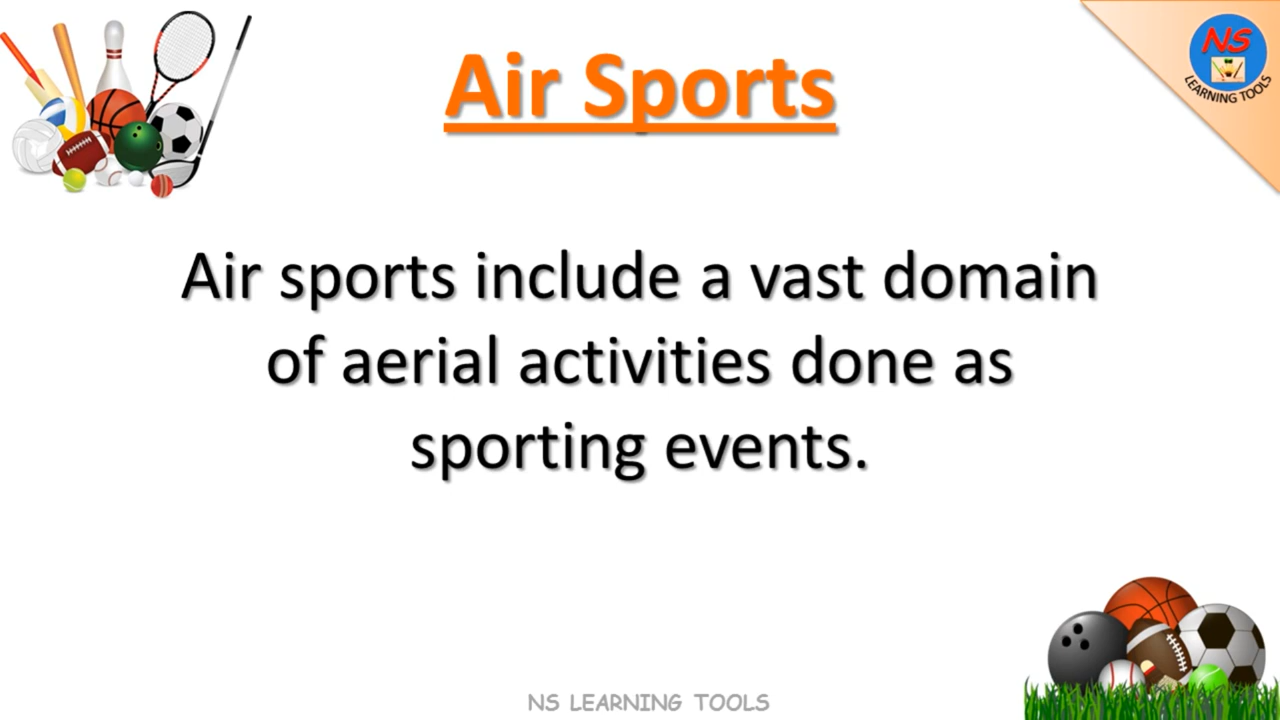 Air Sports
NS
LEARNING TOOLS
Air sports include a vast domain
of aerial activities done as
sporting events.
NS LEARNING TOOLS